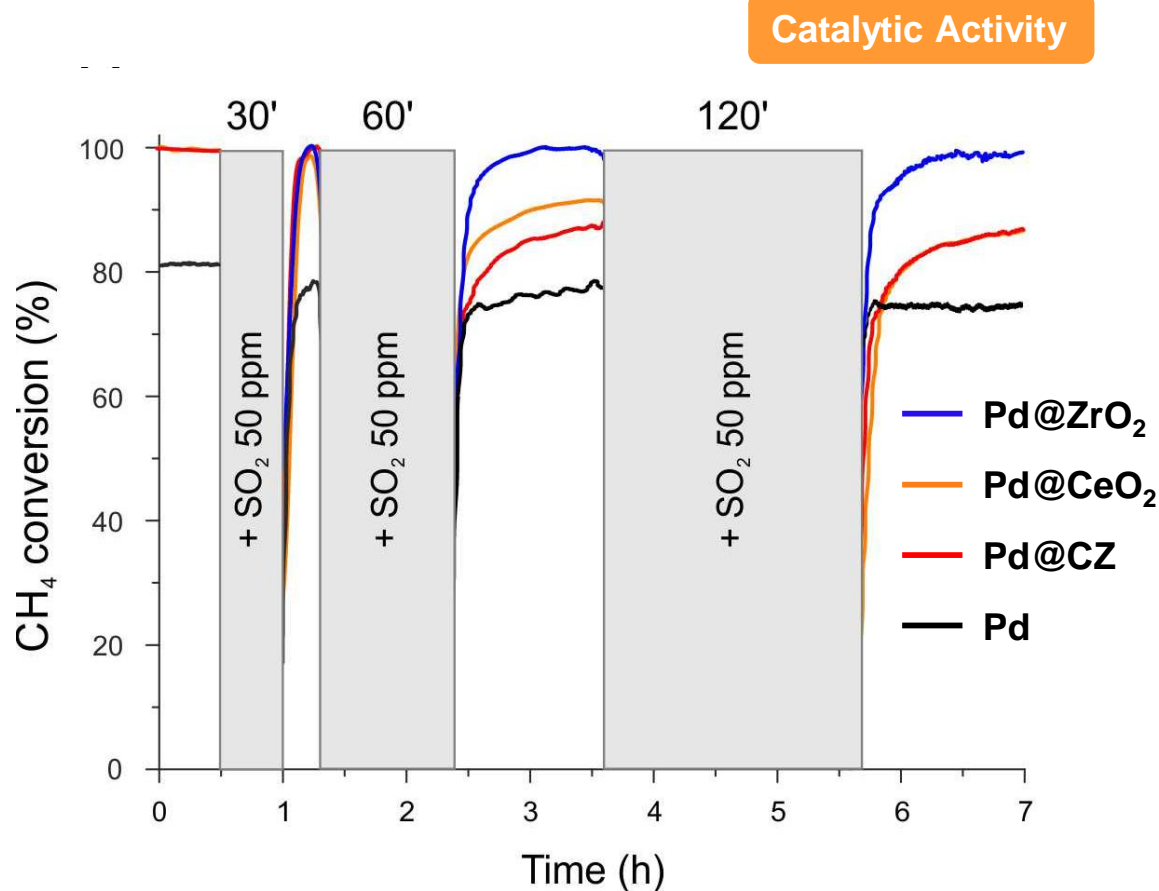 Catalytic Activity
30' 60' 120'
100
80
60
40
20
0
CH₄ conversion (%)
+ SO₂ 50 ppm
+ SO₂ 50 ppm
+ SO₂ 50 ppm
Pd@ZrO₂
Pd@CeO₂
Pd@CZ
Pd
0 1 2 3 4 5 6 7
Time (h)